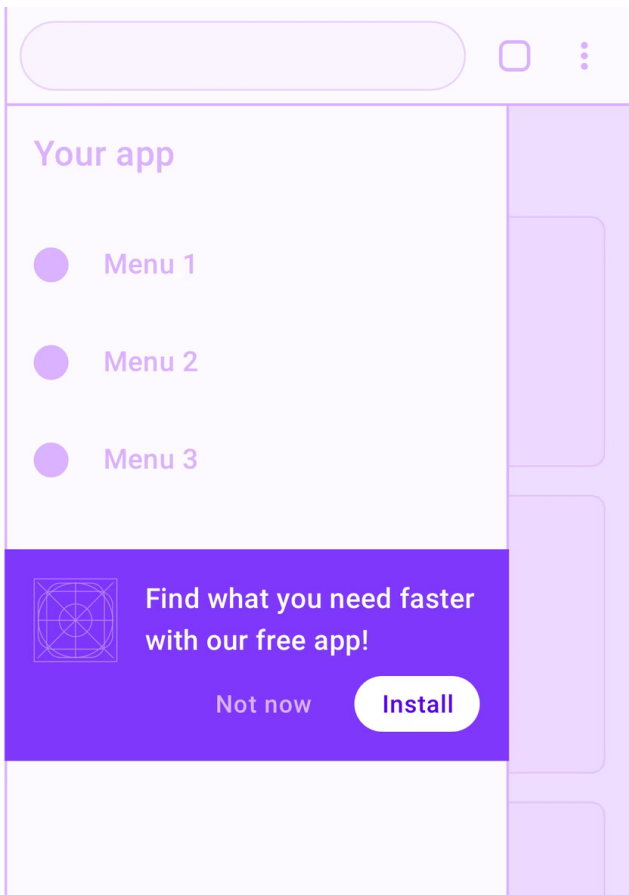 Your app
Menu 1
Menu 2
Menu 3
Find what you need faster
with our free app!
Not now
Install